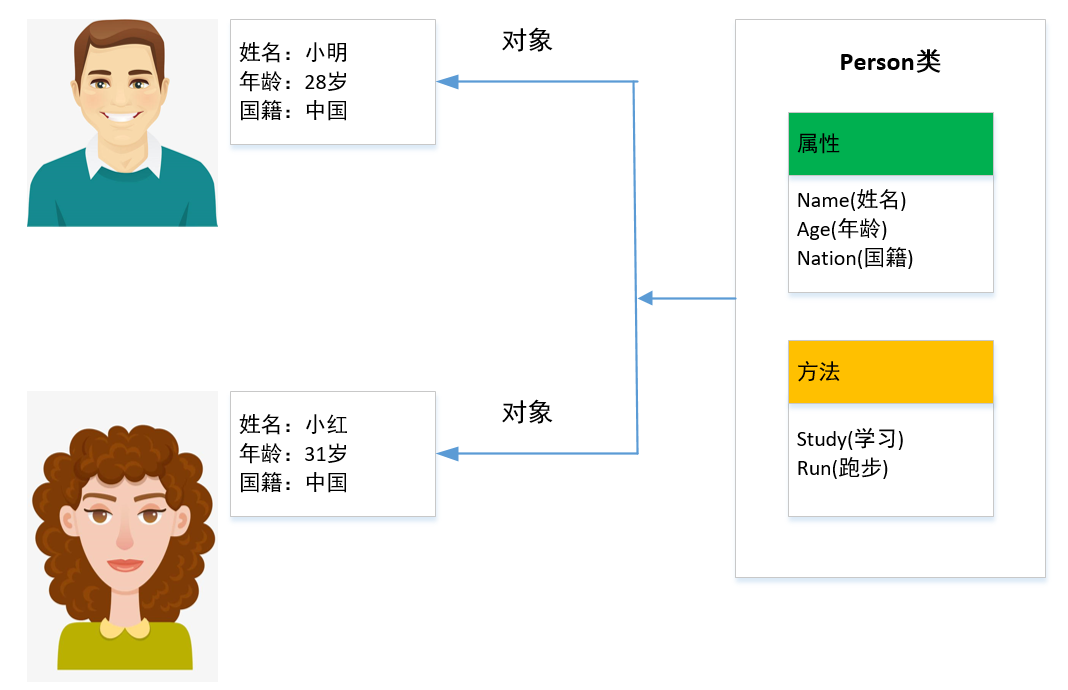 姓名：小明
年龄：28岁
国籍：中国
对象
Person类
属性
Name(姓名)
Age(年龄)
Nation(国籍)
方法
Study(学习)
Run(跑步)
姓名：小红
年龄：31岁
国籍：中国
对象